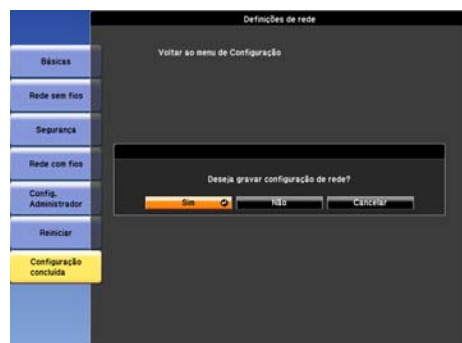 Definições de rede
Voltar ao menu de Configuração
Básicas
Rede sem fios
Segurança
Rede com fios
Config.
Administrador
Reiniciar
Configuração
concluída
Deseja gravar configuração de rede?
Sim Não Cancelar